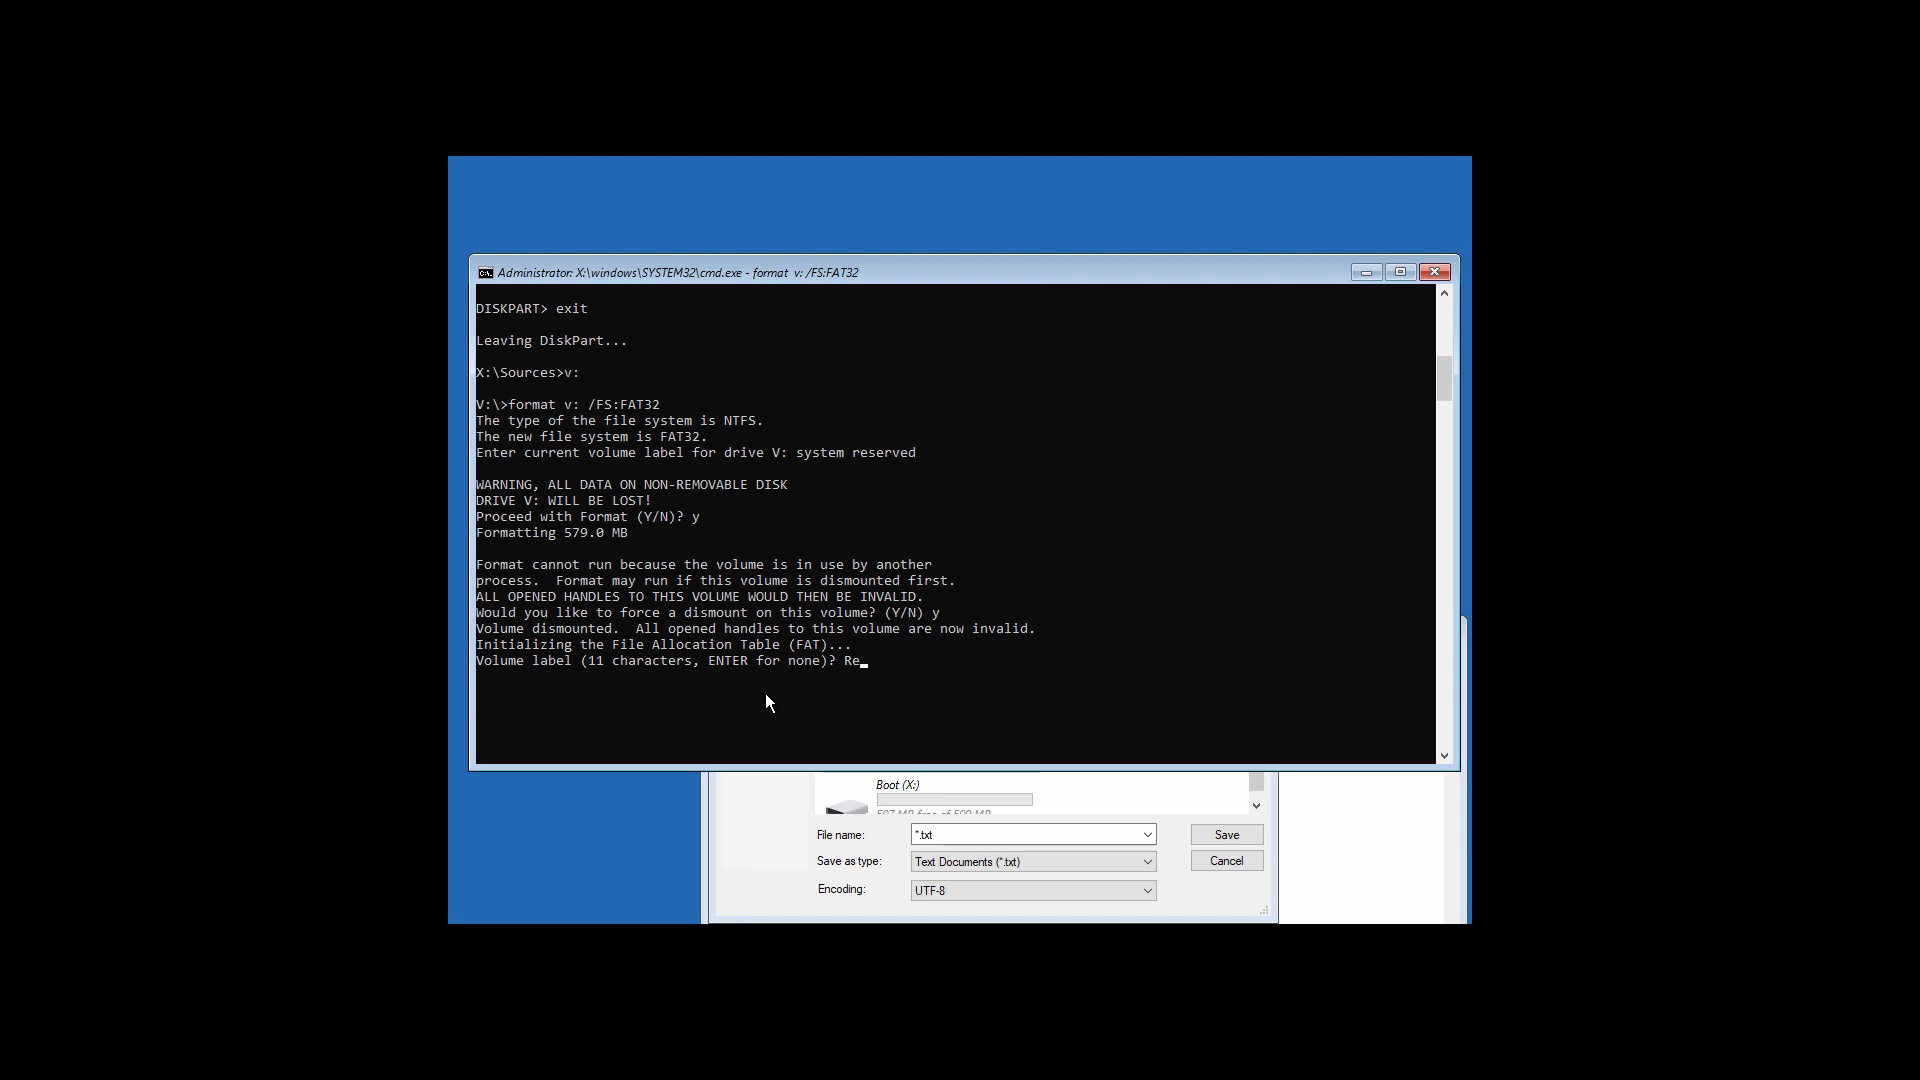 Administrator: X:\windows\SYSTEM32\cmd.exe - format  v: /FS:FAT32
DISKPART> exit
Leaving DiskPart...
X:\Sources>v:
V:\>format v: /FS:FAT32
The type of the file system is NTFS.
The new file system is FAT32.
Enter current volume label for drive V: system reserved
WARNING, ALL DATA ON NON-REMOVABLE DISK
DRIVE V: WILL BE LOST!
Proceed with Format (Y/N)? y
Formatting 579.0 MB
Format cannot run because the volume is in use by another
process.  Format may run if this volume is dismounted first.
ALL OPENED HANDLES TO THIS VOLUME WOULD THEN BE INVALID.
Would you like to force a dismount on this volume? (Y/N) y
Volume dismounted.  All opened handles to this volume are now invalid.
Initializing the File Allocation Table (FAT)...
Volume label (11 characters, ENTER for none)? Re
Boot (X:)
507 MB free of 509 MB
File name: *.txt Save
Save as type: Text Documents (*.txt) Cancel
Encoding: UTF-8